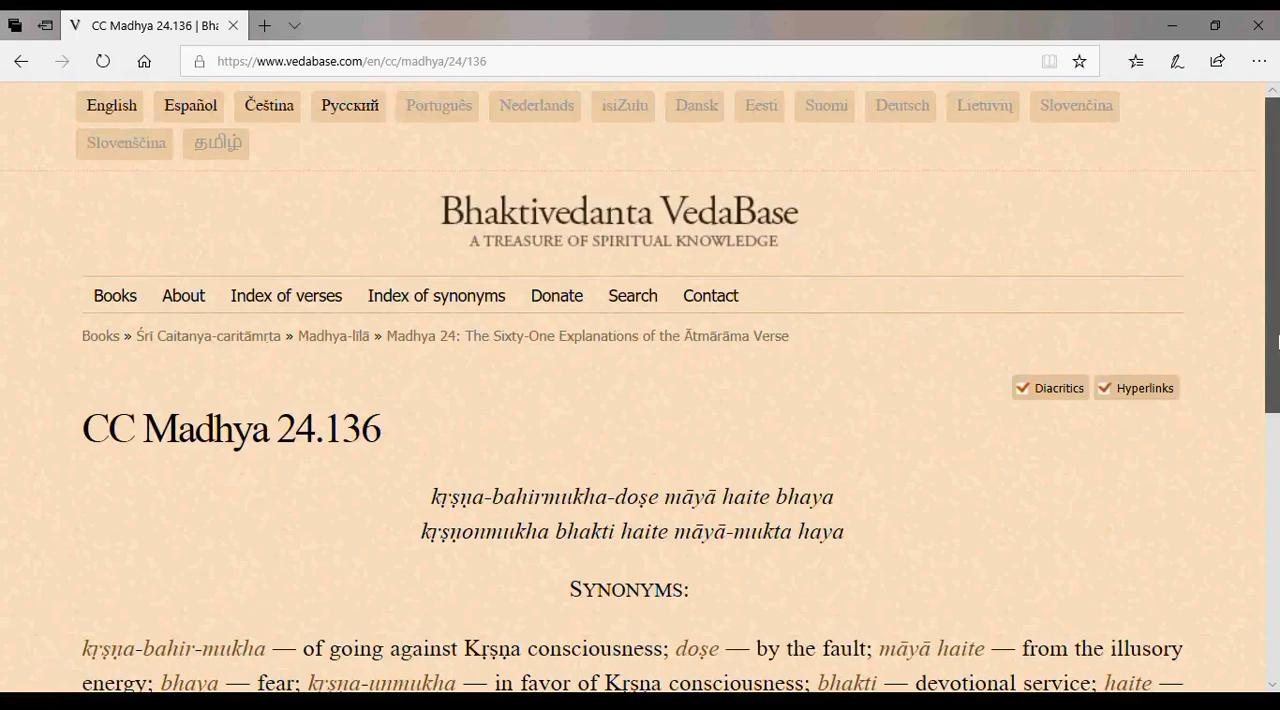 CC Madhya 24.136 | Bha
https://www.vedabase.com/en/cc/madhya/24/136
English Español Čeština Русский Português Nederlands isiZulu Dansk Eesti Suomi Deutsch Lietuvių Slovenčina
Slovenščina தமிழ்
Bhaktivedanta VedaBase
A TREASURE OF SPIRITUAL KNOWLEDGE
Books About Index of verses Index of synonyms Donate Search Contact
Books » Śrī Caitanya-caritāmṛta » Madhya-līlā » Madhya 24: The Sixty-One Explanations of the Ātmārāma Verse
Diacritics Hyperlinks
CC Madhya 24.136
kṛṣṇa-bahirmukha-doṣe māyā haite bhaya
kṛṣṇonmukha bhakti haite māyā-mukta haya
SYNONYMS:
kṛṣṇa-bahir-mukha — of going against Kṛṣṇa consciousness; doṣe — by the fault; māyā haite — from the illusory
energy; bhaya — fear; kṛṣṇa-unmukha — in favor of Kṛṣṇa consciousness; bhakti — devotional service; haite —